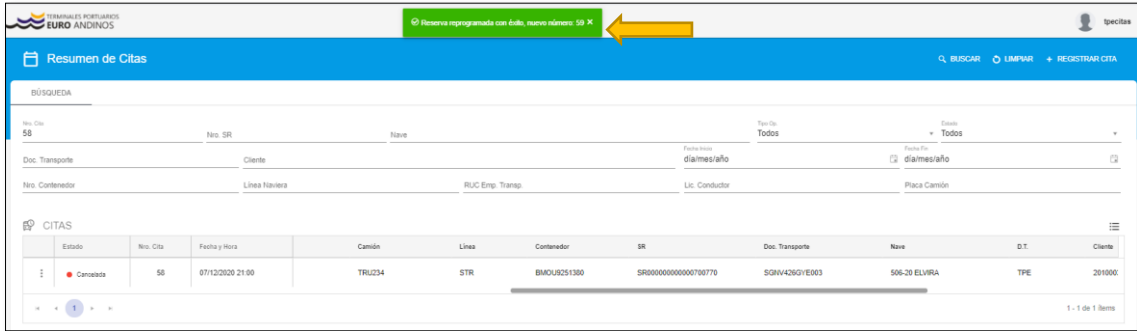 TERMINALES PORTUARIOS
EURO ANDINOS
Reserva reprogramada con éxito, nuevo número: 59 ×
tpecitas
Resumen de Citas
BUSCAR LIMPIAR + REGISTRAR CITA
BÚSQUEDA
Nro. Cita Tipo Op. Estado
58 Nro. SR Nave Todos Todos
Fecha Inicio Fecha Fin
Doc. Transporte Cliente día/mes/año día/mes/año
Nro. Contenedor Línea Naviera RUC Emp. Transp. Lic. Conductor Placa Camión
CITAS
Estado Nro. Cita Fecha y Hora Camión Línea Contenedor SR Doc. Transporte Nave D.T. Cliente
Cancelada 58 07/12/2020 21:00 TRU234 STR BMOU9251380 SR000000000000700770 SGNV426GYE003 506-20 ELVIRA TPE
1 1 - 1 de 1 ítems